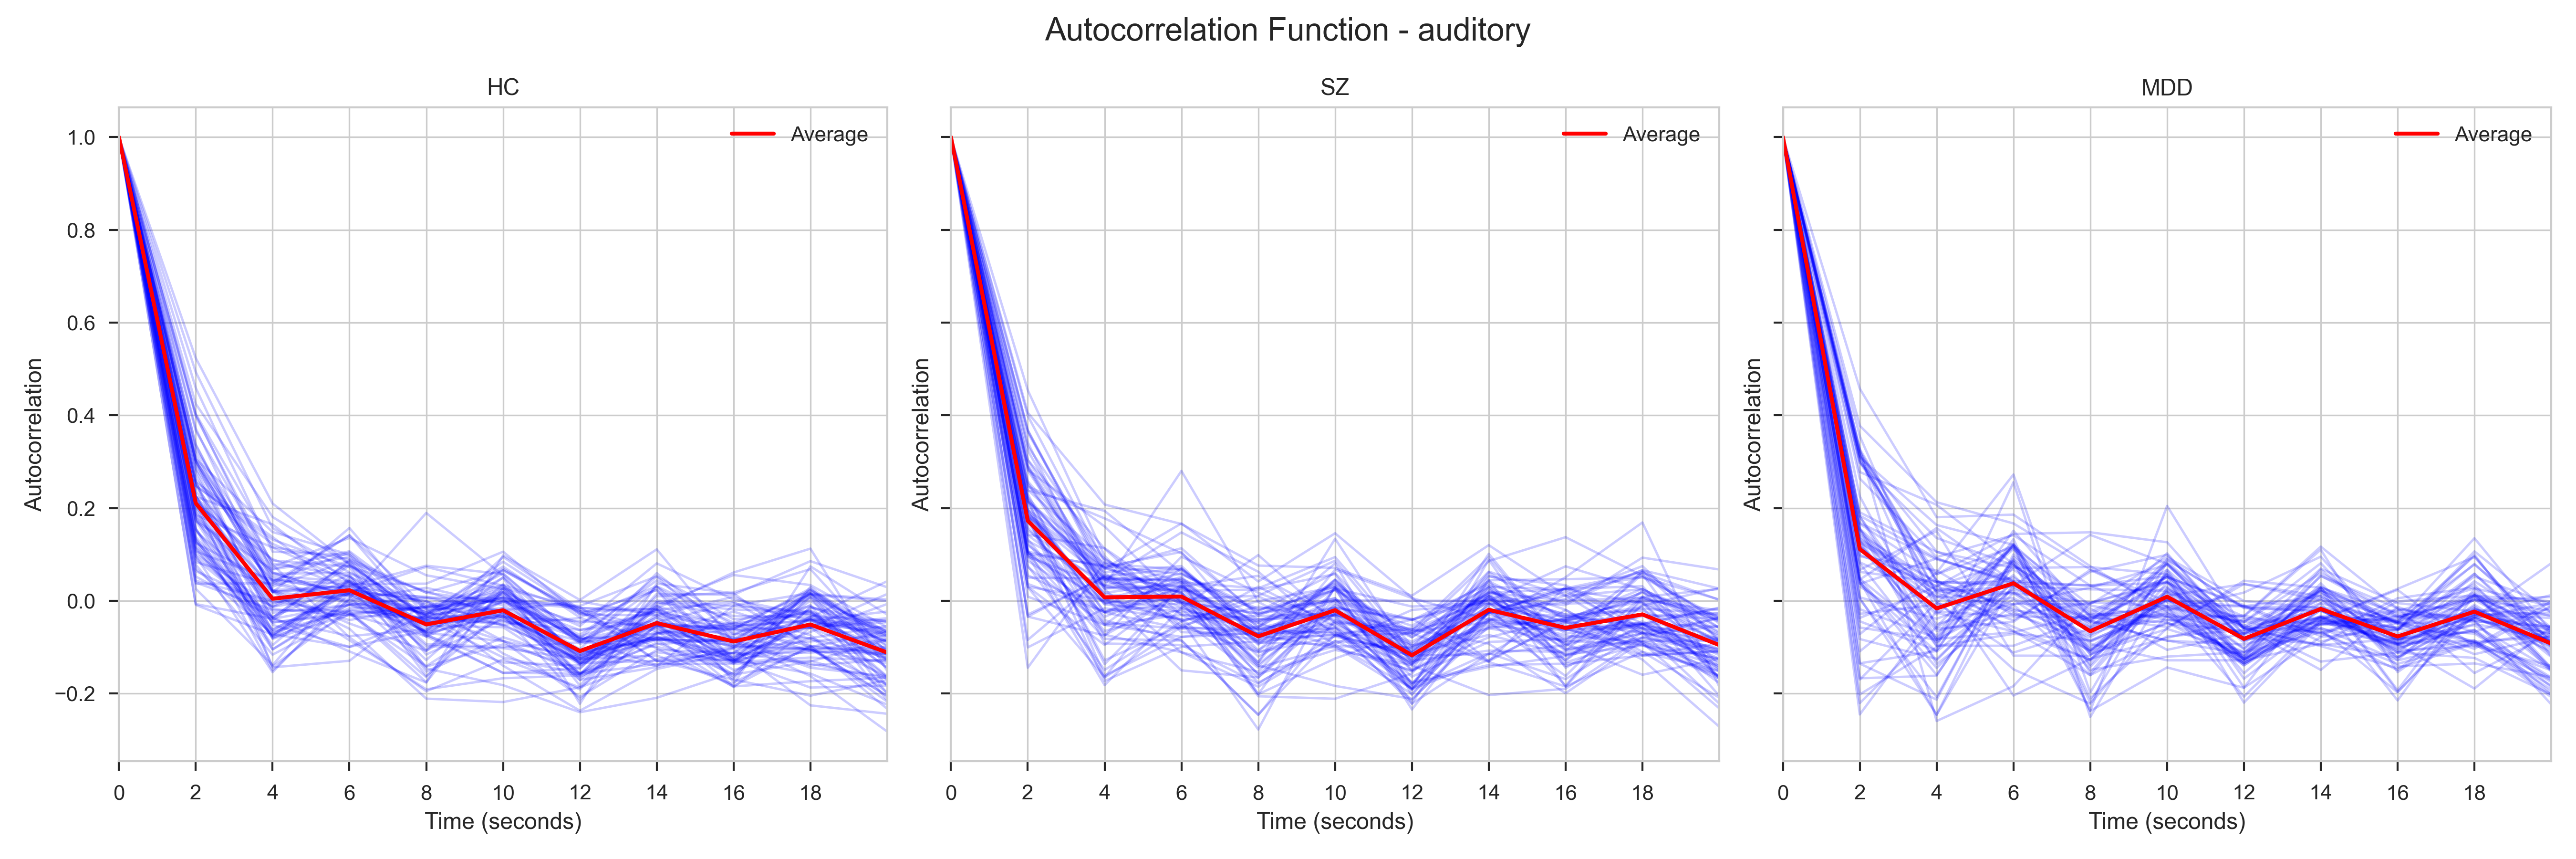 Autocorrelation Function - auditory
HC
SZ
MDD
Average
Average
Average
1.0
0.8
0.6
0.4
0.2
0.0
−0.2
Autocorrelation
Autocorrelation
Autocorrelation
0 2 4 6 8 10 12 14 16 18
0 2 4 6 8 10 12 14 16 18
0 2 4 6 8 10 12 14 16 18
Time (seconds)
Time (seconds)
Time (seconds)